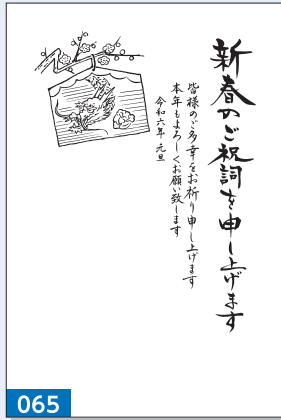 新春のご祝詞を申し上げます
皆様のご多幸をお祈り申し上げます
本年もよろしくお願い致します
令和六年 元旦
065